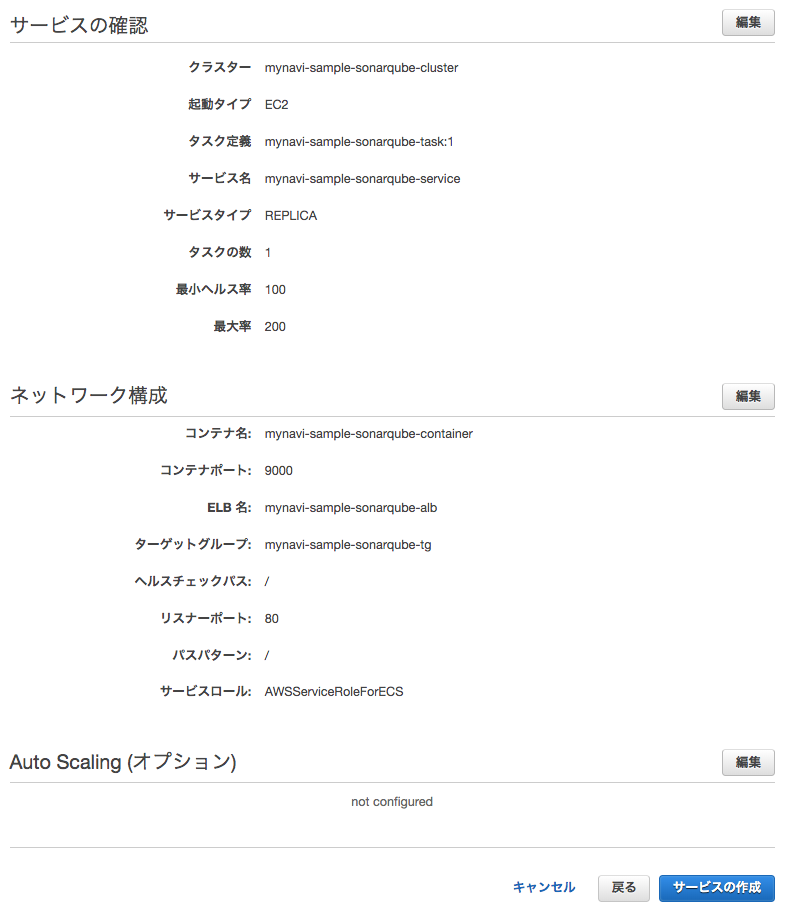 サービスの確認 編集
クラスター mynavi-sample-sonarqube-cluster
起動タイプ EC2
タスク定義 mynavi-sample-sonarqube-task:1
サービス名 mynavi-sample-sonarqube-service
サービスタイプ REPLICA
タスクの数 1
最小ヘルス率 100
最大率 200
ネットワーク構成 編集
コンテナ名: mynavi-sample-sonarqube-container
コンテナポート: 9000
ELB 名: mynavi-sample-sonarqube-alb
ターゲットグループ: mynavi-sample-sonarqube-tg
ヘルスチェックパス: /
リスナーポート: 80
パスパターン: /
サービスロール: AWSServiceRoleForECS
Auto Scaling (オプション) 編集
not configured
キャンセル 戻る サービスの作成